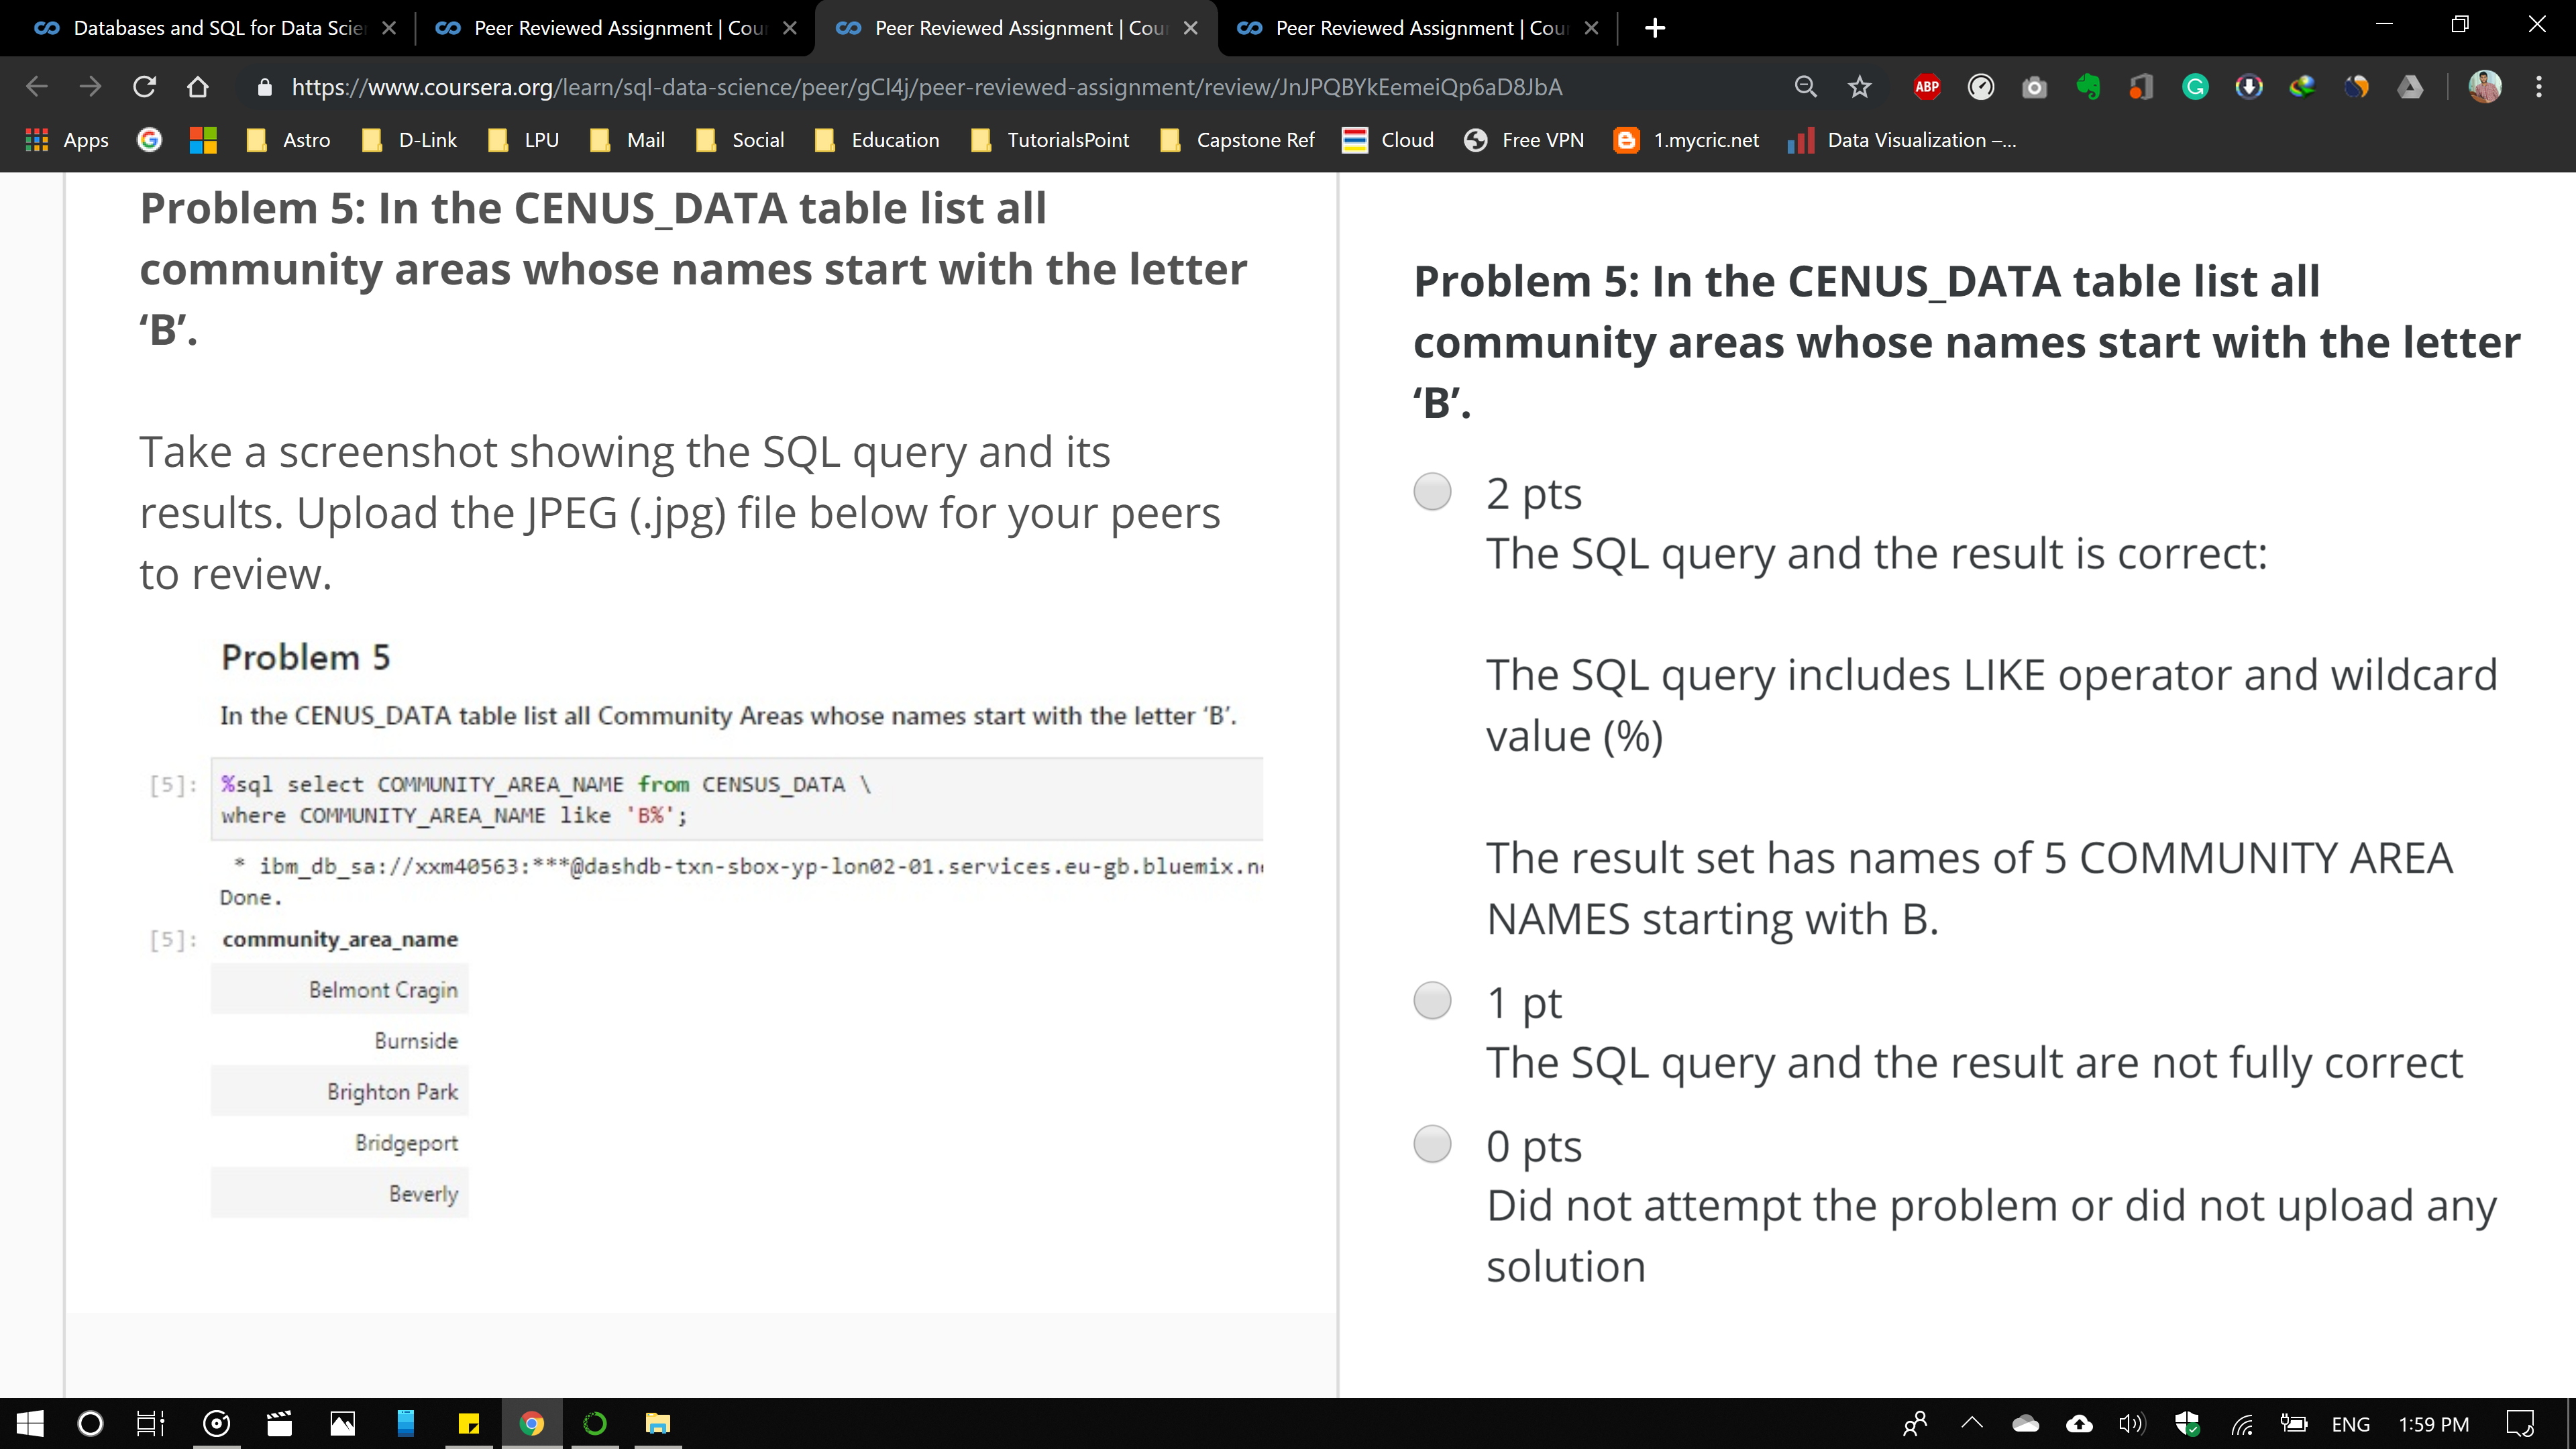 Databases and SQL for Data Scie
Peer Reviewed Assignment | Cou
Peer Reviewed Assignment | Cou
Peer Reviewed Assignment | Cou
https://www.coursera.org/learn/sql-data-science/peer/gCl4j/peer-reviewed-assignment/review/JnJPQBYkEemeiQp6aD8JbA
ABP
Apps Astro D-Link LPU Mail Social Education TutorialsPoint Capstone Ref Cloud Free VPN 1.mycric.net Data Visualization –...
Problem 5: In the CENUS_DATA table list all
community areas whose names start with the letter
‘B’.
Take a screenshot showing the SQL query and its
results. Upload the JPEG (.jpg) file below for your peers
to review.
Problem 5
In the CENUS_DATA table list all Community Areas whose names start with the letter ‘B’.
[5]: %sql select COMMUNITY_AREA_NAME from CENSUS_DATA \
where COMMUNITY_AREA_NAME like 'B%';
* ibm_db_sa://xxm40563:***@dashdb-txn-sbox-yp-lon02-01.services.eu-gb.bluemix.n
Done.
[5]: community_area_name
Belmont Cragin
Burnside
Brighton Park
Bridgeport
Beverly
Problem 5: In the CENUS_DATA table list all
community areas whose names start with the letter
‘B’.
2 pts
The SQL query and the result is correct:
The SQL query includes LIKE operator and wildcard
value (%)
The result set has names of 5 COMMUNITY AREA
NAMES starting with B.
1 pt
The SQL query and the result are not fully correct
0 pts
Did not attempt the problem or did not upload any
solution
ENG 1:59 PM